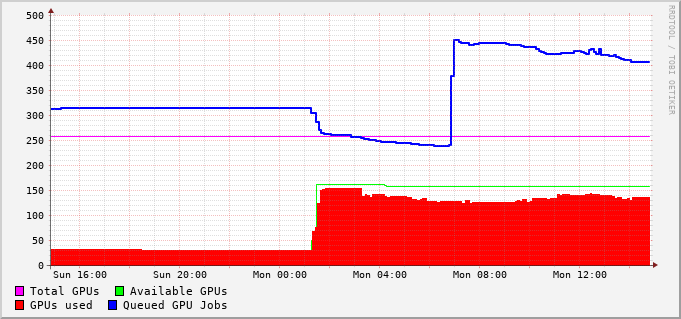 500
450
400
350
300
250
200
150
100
50
0
Sun 16:00 Sun 20:00 Mon 00:00 Mon 04:00 Mon 08:00 Mon 12:00
Total GPUs Available GPUs
GPUs used Queued GPU Jobs
RRDTOOL / TOBI OETIKER